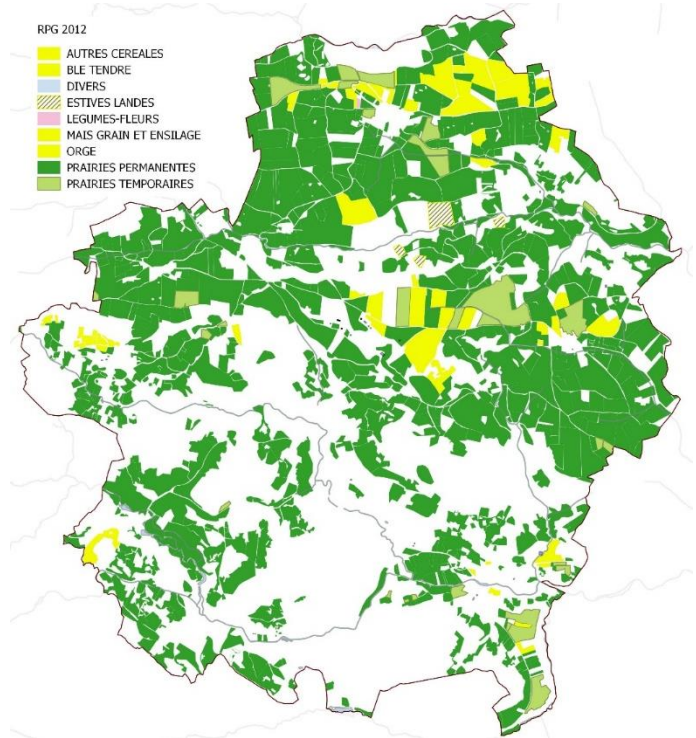 RPG 2012
AUTRES CEREALES
BLE TENDRE
DIVERS
ESTIVES LANDES
LEGUMES-FLEURS
MAIS GRAIN ET ENSILAGE
ORGE
PRAIRIES PERMANENTES
PRAIRIES TEMPORAIRES